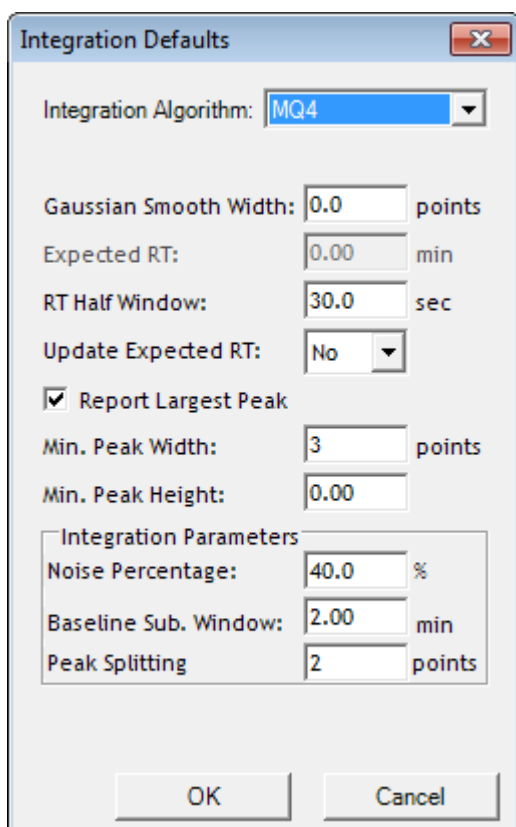 Integration Defaults
Integration Algorithm: MQ4
Gaussian Smooth Width: 0.0 points
Expected RT: 0.00 min
RT Half Window: 30.0 sec
Update Expected RT: No
Report Largest Peak
Min. Peak Width: 3 points
Min. Peak Height: 0.00
Integration Parameters
Noise Percentage: 40.0 %
Baseline Sub. Window: 2.00 min
Peak Splitting 2 points
OK Cancel